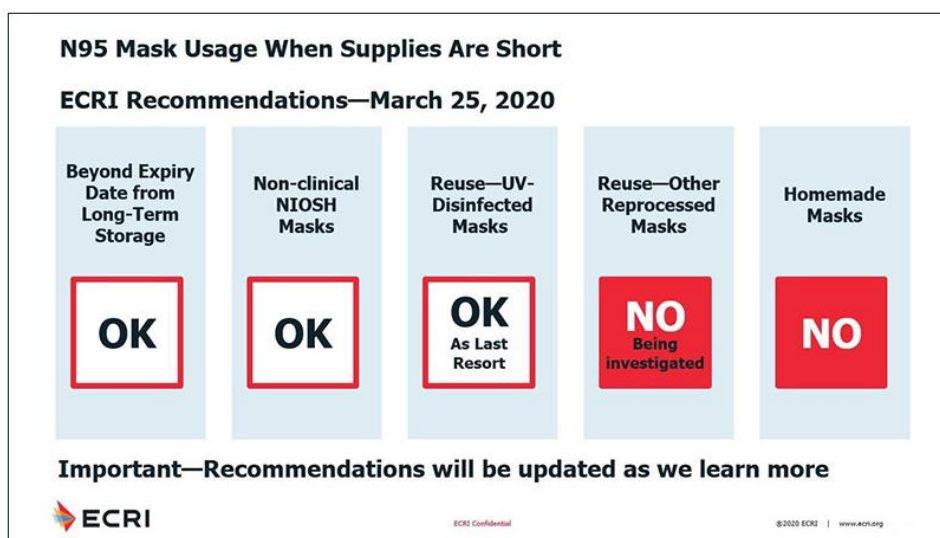 N95 Mask Usage When Supplies Are Short
ECRI Recommendations—March 25, 2020
Beyond Expiry
Date from
Long-Term
Storage
OK
Non-clinical
NIOSH
Masks
OK
Reuse—UV-
Disinfected
Masks
OK
As Last
Resort
Reuse—Other
Reprocessed
Masks
NO
Being
investigated
Homemade
Masks
NO
Important—Recommendations will be updated as we learn more
ECRI
ECRI Confidential
©2020 ECRI | www.ecri.org